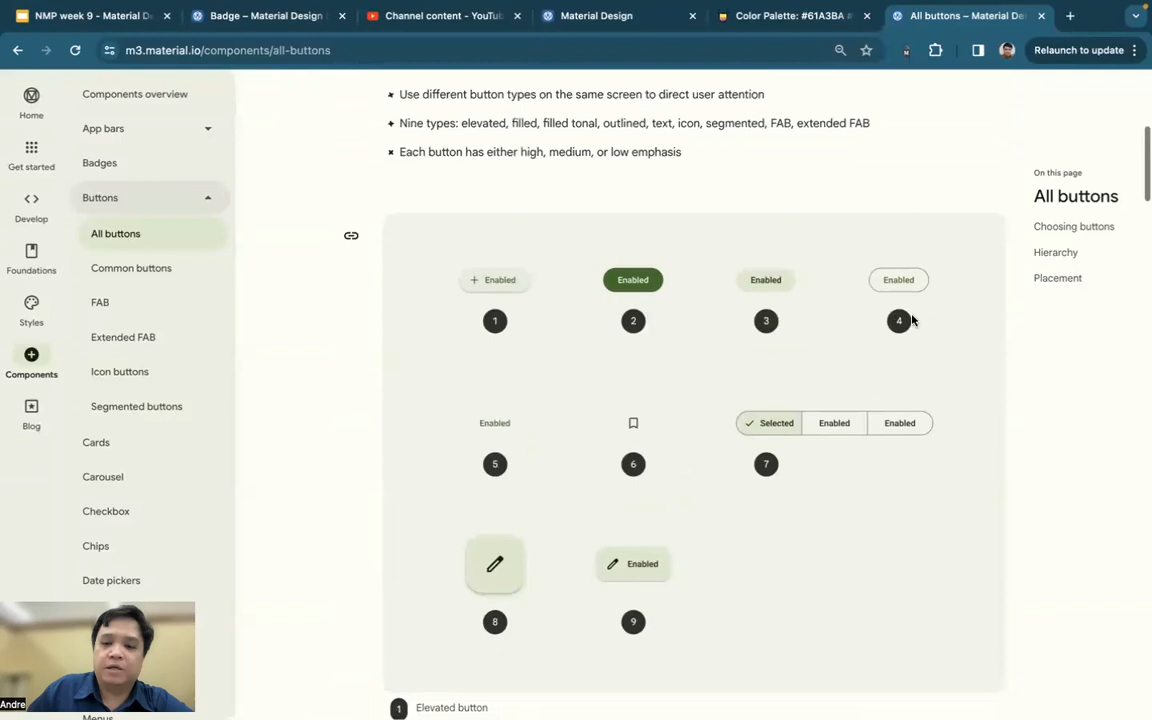 NMP week 9 - Material D
Badge – Material Design
Channel content - YouTu
Material Design
Color Palette: #61A3BA
All buttons – Material De
m3.material.io/components/all-buttons
Relaunch to update
Home
Get started
Develop
Foundations
Styles
Components
Blog
Components overview
App bars
Badges
Buttons
All buttons
Common buttons
FAB
Extended FAB
Icon buttons
Segmented buttons
Cards
Carousel
Checkbox
Chips
Date pickers
Menus
Andre
Use different button types on the same screen to direct user attention
Nine types: elevated, filled, filled tonal, outlined, text, icon, segmented, FAB, extended FAB
Each button has either high, medium, or low emphasis
Enabled
Enabled
Enabled
Enabled
1
2
3
4
Enabled
Selected
Enabled
Enabled
5
6
7
Enabled
8
9
1 Elevated button
On this page
All buttons
Choosing buttons
Hierarchy
Placement